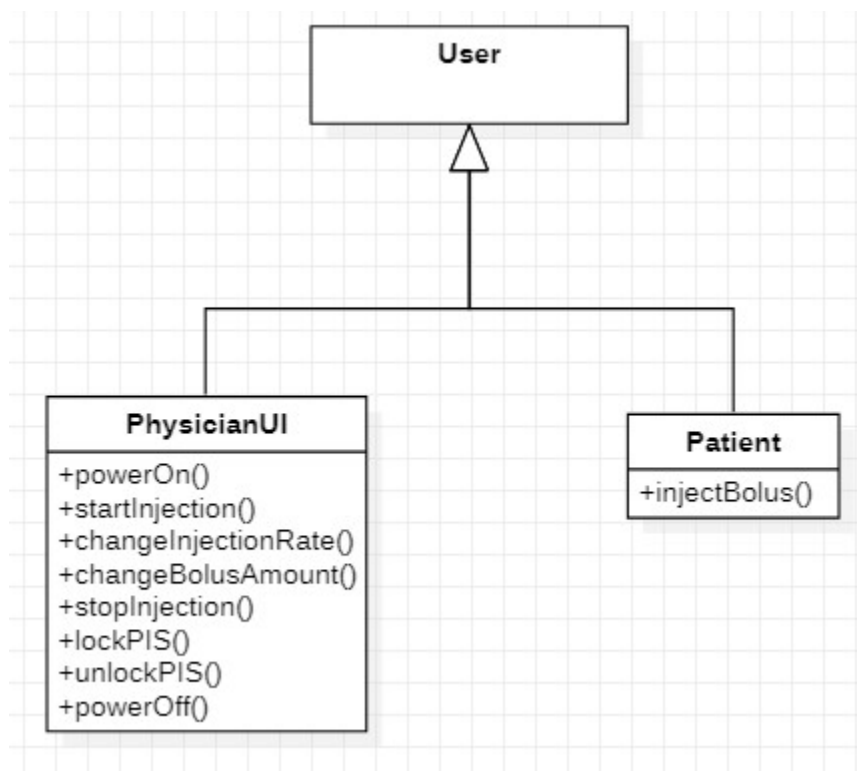 User
PhysicianUI
+powerOn()
+startInjection()
+changeInjectionRate()
+changeBolusAmount()
+stopInjection()
+lockPIS()
+unlockPIS()
+powerOff()
Patient
+injectBolus()